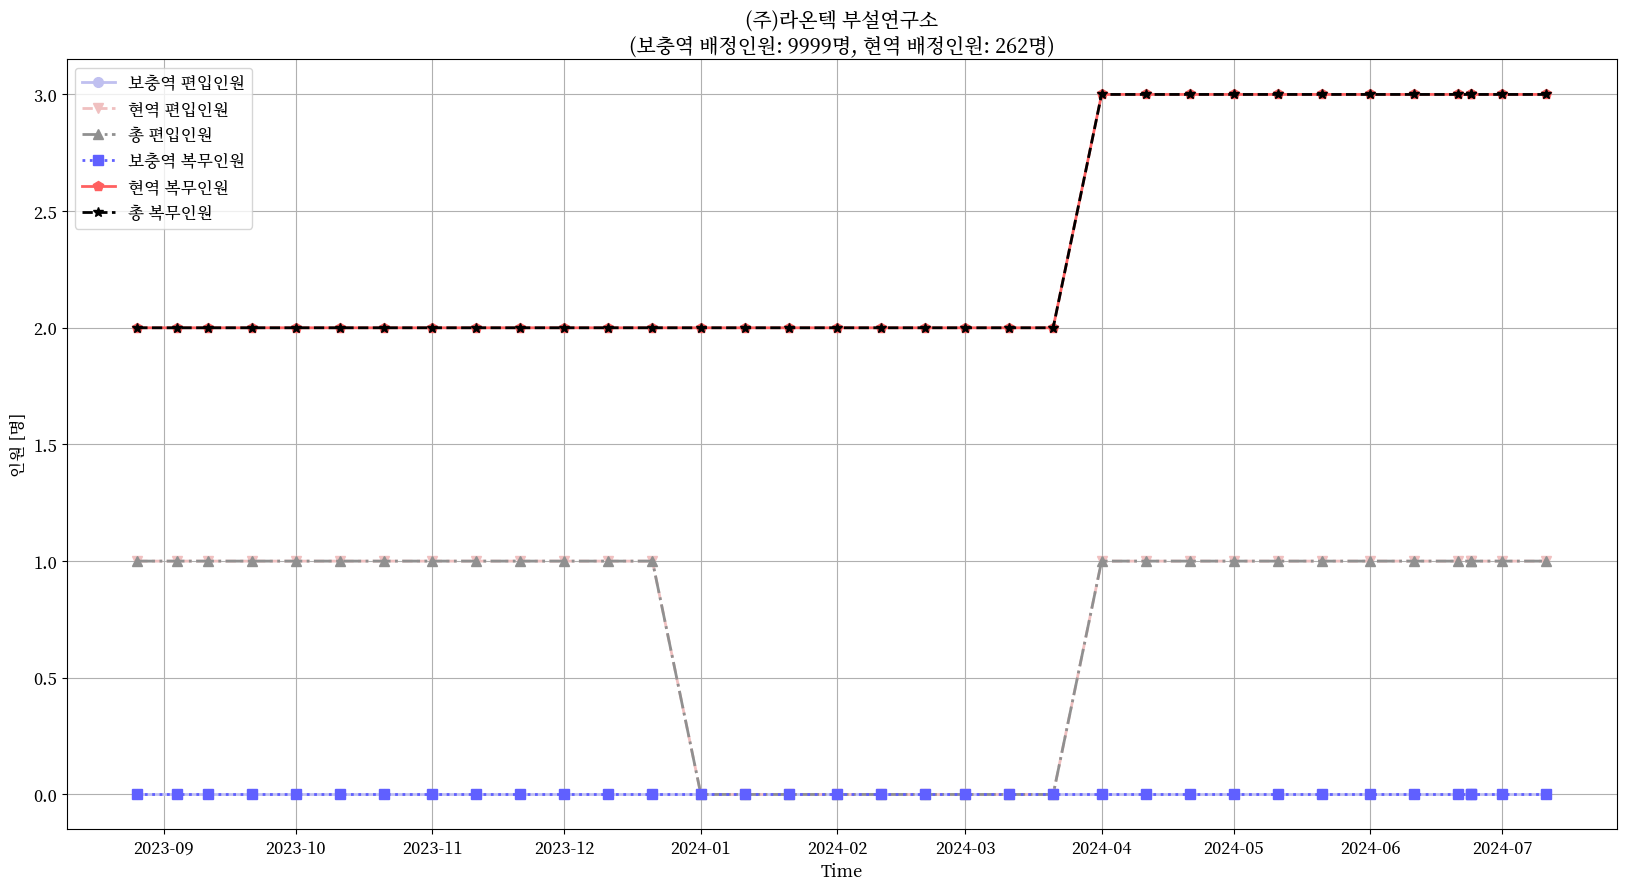 (주)라온텍 부설연구소
(보충역 배정인원: 9999명, 현역 배정인원: 262명)
보충역 편입인원
현역 편입인원
총 편입인원
보충역 복무인원
현역 복무인원
총 복무인원
3.0
2.5
2.0
1.5
1.0
0.5
0.0
인원 [명]
2023-09 2023-10 2023-11 2023-12 2024-01 2024-02 2024-03 2024-04 2024-05 2024-06 2024-07
Time